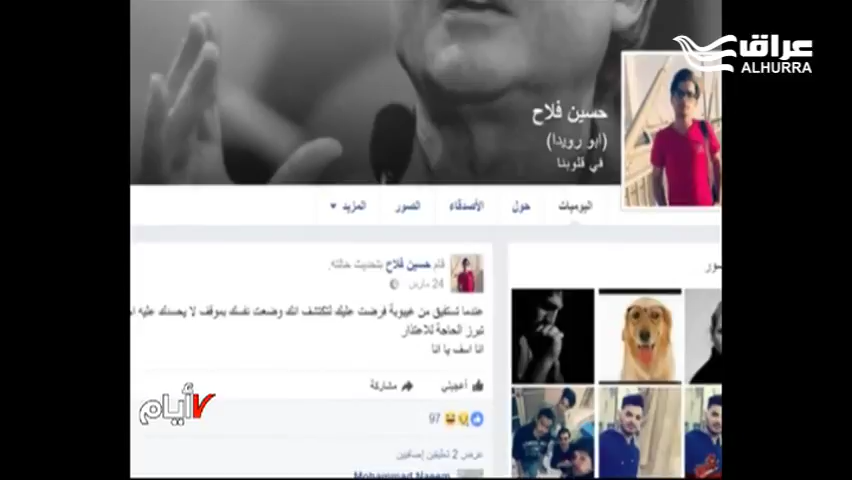 عراق
ALHURRA
حسين فلاح
(ابو رويدا)
في قلوبنا
اليوميات حول الأصدقاء الصور المزيد
قام حسين فلاح بتحديث حالته.
24 مارس
عندما تستفيق من غيبوبة فرضت عليك لتكتشف انك وضعت نفسك بموقف لا يحسدك عليه
تبرز الحاجة للاعتذار
انا اسف يا انا
أعجبني مشاركة
97
عرض 2 تعليقين إضافيين
Mohammad Naeem
٧ أيام